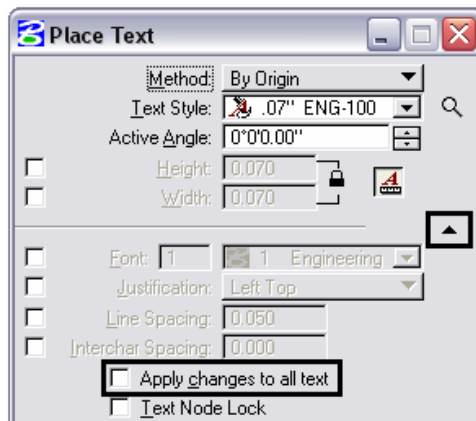 Place Text
Method: By Origin
Text Style: .07" ENG-100
Active Angle: 0°0'0.00"
Height: 0.070
Width: 0.070
A
Font: 1 1 Engineering
Justification: Left Top
Line Spacing: 0.050
Interchar Spacing: 0.000
Apply changes to all text
Text Node Lock